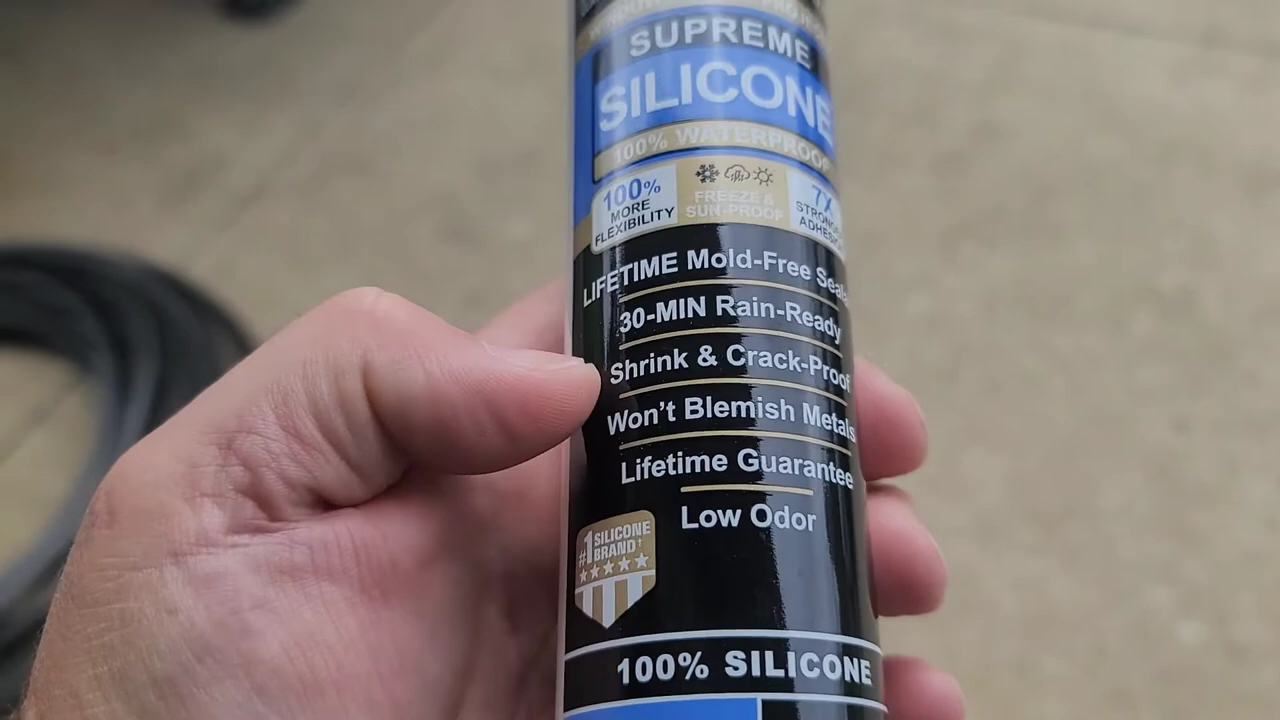 SUPREME
SILICONE
100% WATERPROOF
100%
MORE
FLEXIBILITY
FREEZE &
SUN-PROOF
7X
LIFETIME Mold-Free Seal
30-MIN Rain-Ready
Shrink & Crack-Proof
Won't Blemish Metals
Lifetime Guarantee
Low Odor
#1 SILICONE
BRAND†
100% SILICONE